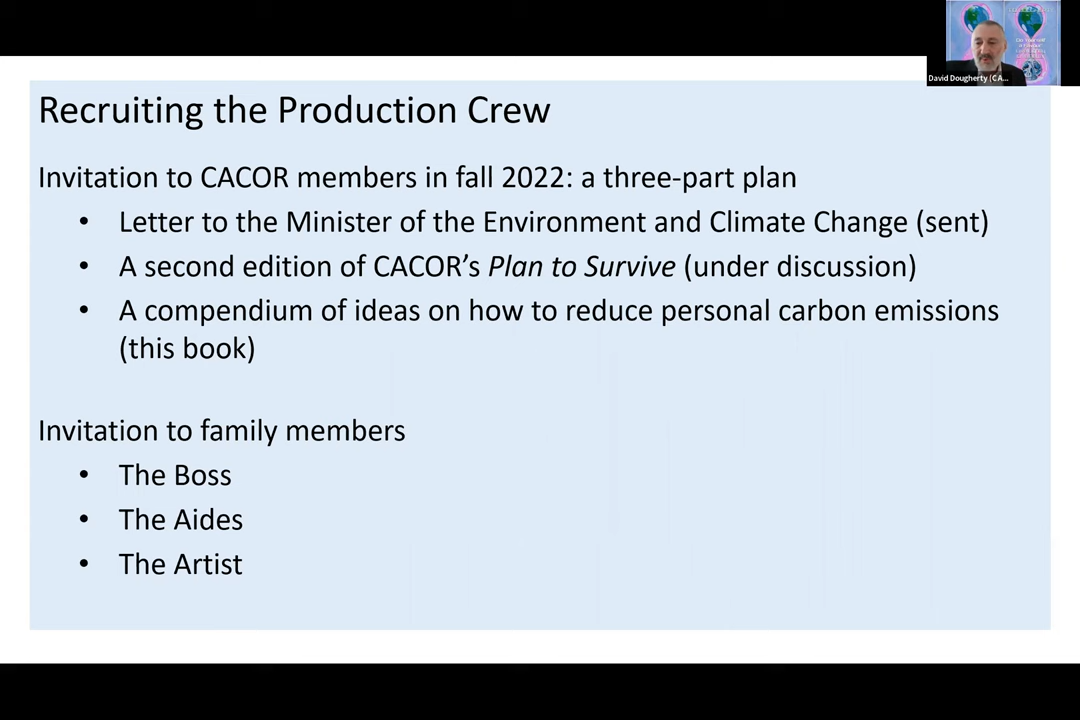 David Dougherty (CA...
Recruiting the Production Crew
Invitation to CACOR members in fall 2022: a three-part plan
• Letter to the Minister of the Environment and Climate Change (sent)
• A second edition of CACOR’s Plan to Survive (under discussion)
• A compendium of ideas on how to reduce personal carbon emissions
(this book)
Invitation to family members
• The Boss
• The Aides
• The Artist